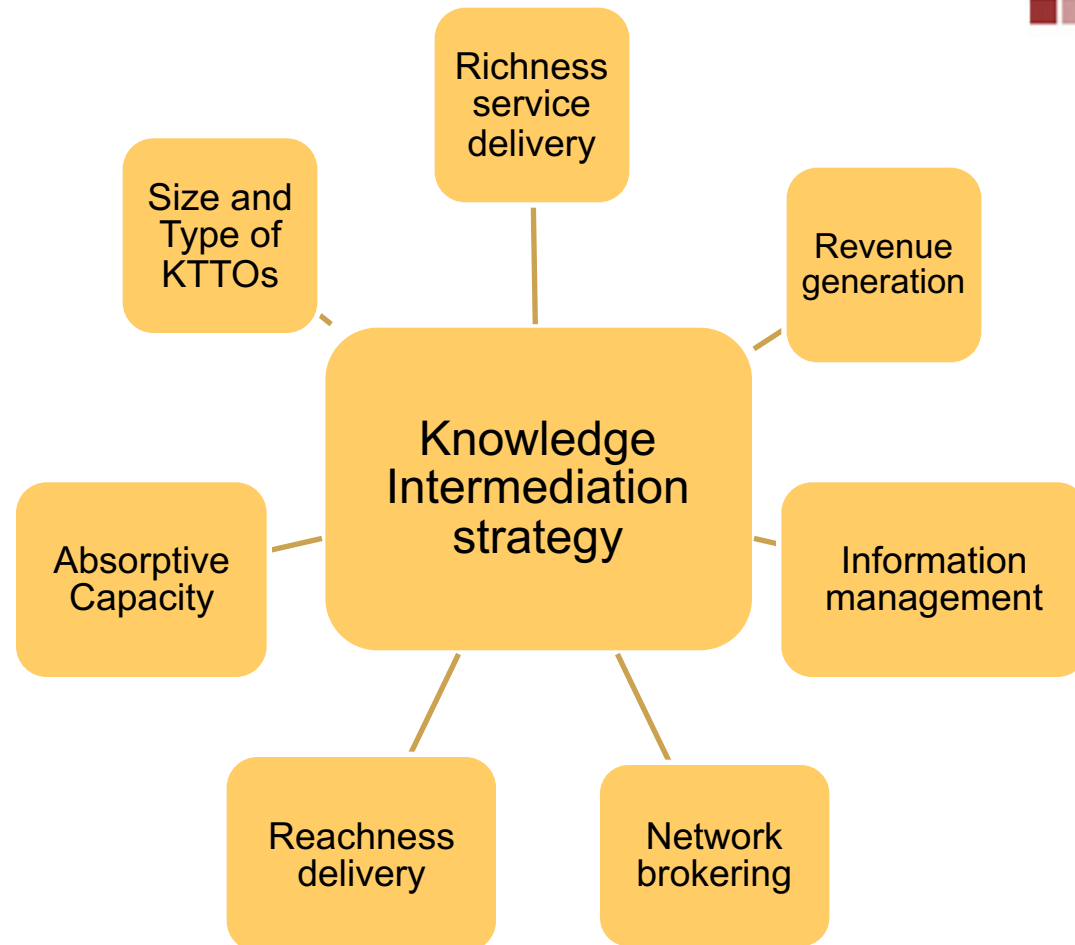 Richness
service
delivery
Size and
Type of
KTTOs
Revenue
generation
Knowledge
Intermediation
strategy
Absorptive
Capacity
Information
management
Reachness
delivery
Network
brokering